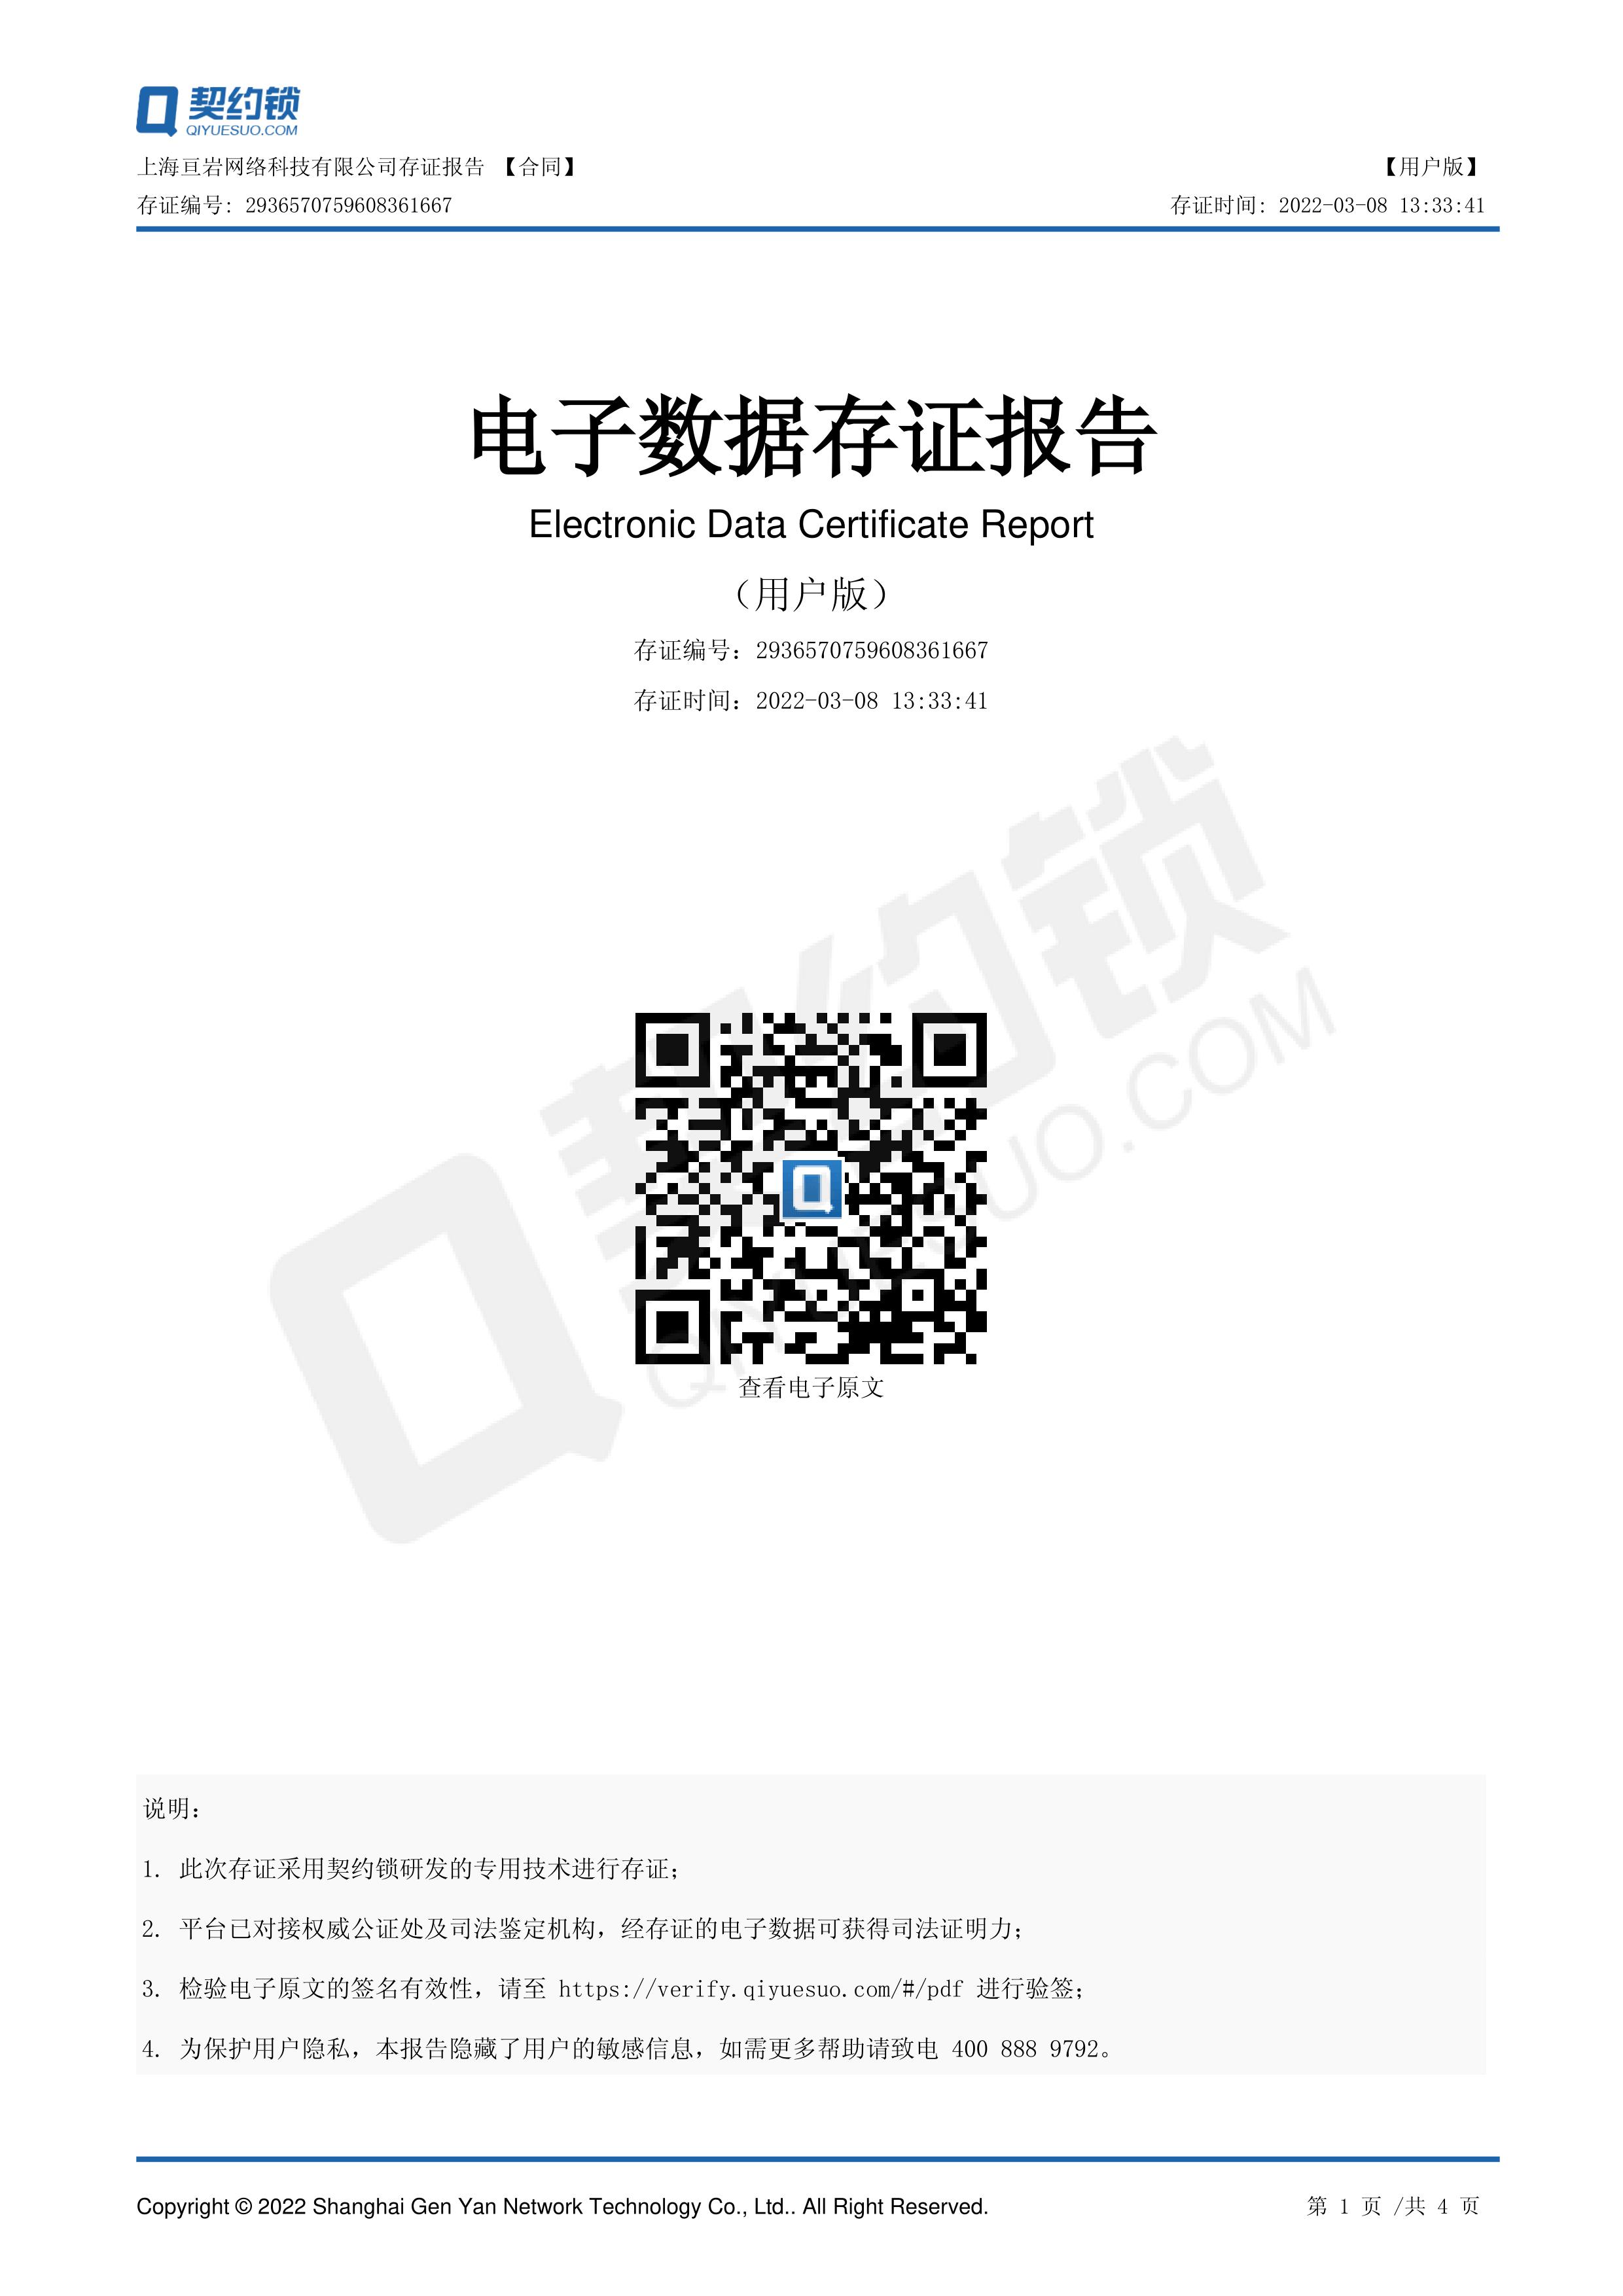 契约锁
QIYUESUO.COM
上海亘岩网络科技有限公司存证报告 【合同】
【用户版】
存证编号: 2936570759608361667
存证时间: 2022-03-08 13:33:41
电子数据存证报告
Electronic Data Certificate Report
（用户版）
存证编号：2936570759608361667
存证时间：2022-03-08 13:33:41
契约锁
QIYUESUO.COM
查看电子原文
说明：
1. 此次存证采用契约锁研发的专用技术进行存证；
2. 平台已对接权威公证处及司法鉴定机构，经存证的电子数据可获得司法证明力；
3. 检验电子原文的签名有效性，请至 https://verify.qiyuesuo.com/#/pdf 进行验签；
4. 为保护用户隐私，本报告隐藏了用户的敏感信息，如需更多帮助请致电 400 888 9792。
Copyright © 2022 Shanghai Gen Yan Network Technology Co., Ltd.. All Right Reserved.
第 1 页 /共 4 页